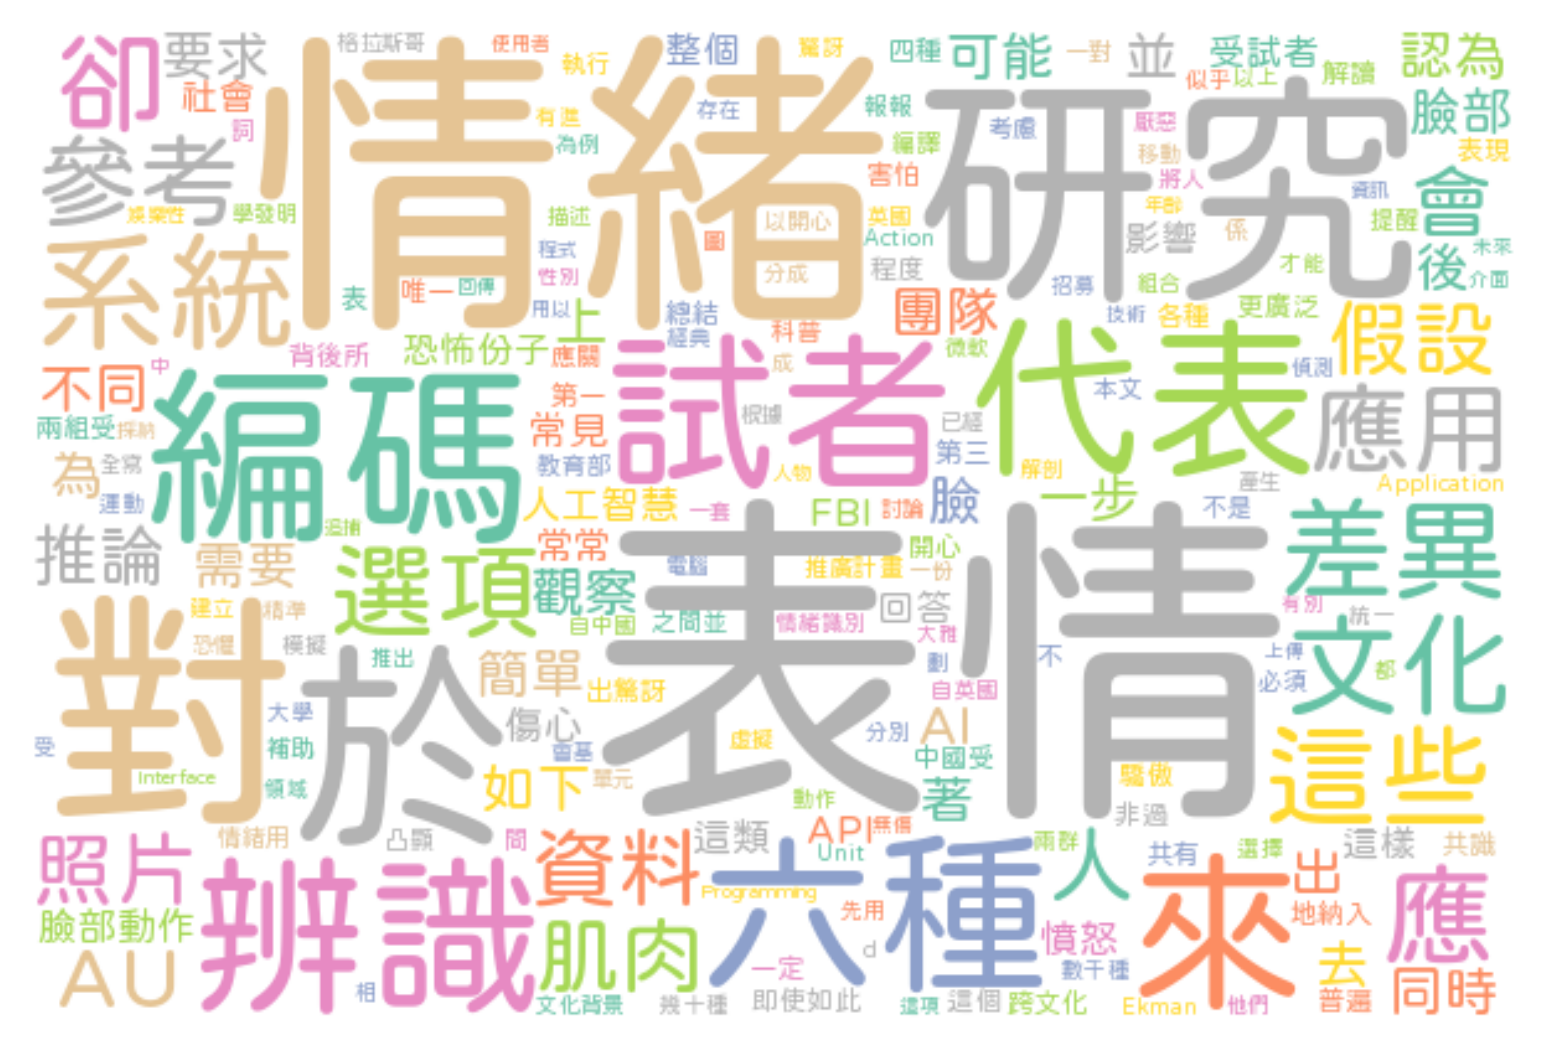 卻 要求 格拉斯哥 使用者 執行 整個 驚訝 四種 可能 一對 並 受試者 認為
社會 情緒 有進 存在 報報 研究 考慮 厭惡 似乎 以上 解讀 臉部
詞 為例 編譯 移動 表現
參考 害怕 將人 資訊 會
娛樂性 學發明 描述 以開心 英國 年齡 提醒
系統 程式 圖 Action 影響 係 後 未來
性別 分成 程度 才能 介面
表 唯一 回傳 用以 上 總結 團隊 招募 組合 更廣泛 假設
背後所 恐怖份子 應關 經典 科普 微軟 技術 各種
不同 中 編碼 第一 試者 成 代表 本文 偵測 應用
兩組受 採納 常見 根據 已經
為 全寫 教育部 人物 第三 解剖 產生 Application
運動 人工智慧 一套 FBI 討論 臉 一步 不是 差異
推論 追捕 常常 表情 開心
需要 選項 觀察 電腦 推廣計畫 一份
建立 精準 自中國 之間並 情緒識別 回答 有別 統一 文化
對於 恐懼 模擬 推出 簡單 大雅 劃 不 上傳 都
出驚訝 自英國 必須
大學 傷心 AI 這些
受 補助 會基 虛擬 分別 中國受
Interface 領域 如下 單元 動作 著 驕傲
情緒用 凸顯 問 資料 這類 API 焦傷 非過
照片 辨識 六種 Unit 兩群 人 共有 選擇 這樣 共識
Programming 來 出 應
臉部動作 肌肉 先用 地納入
AU d 憤怒 去
相 一定 數千種 同時
文化背景 幾十種 即使如此 這項 這個 跨文化 Ekman 他們 普遍